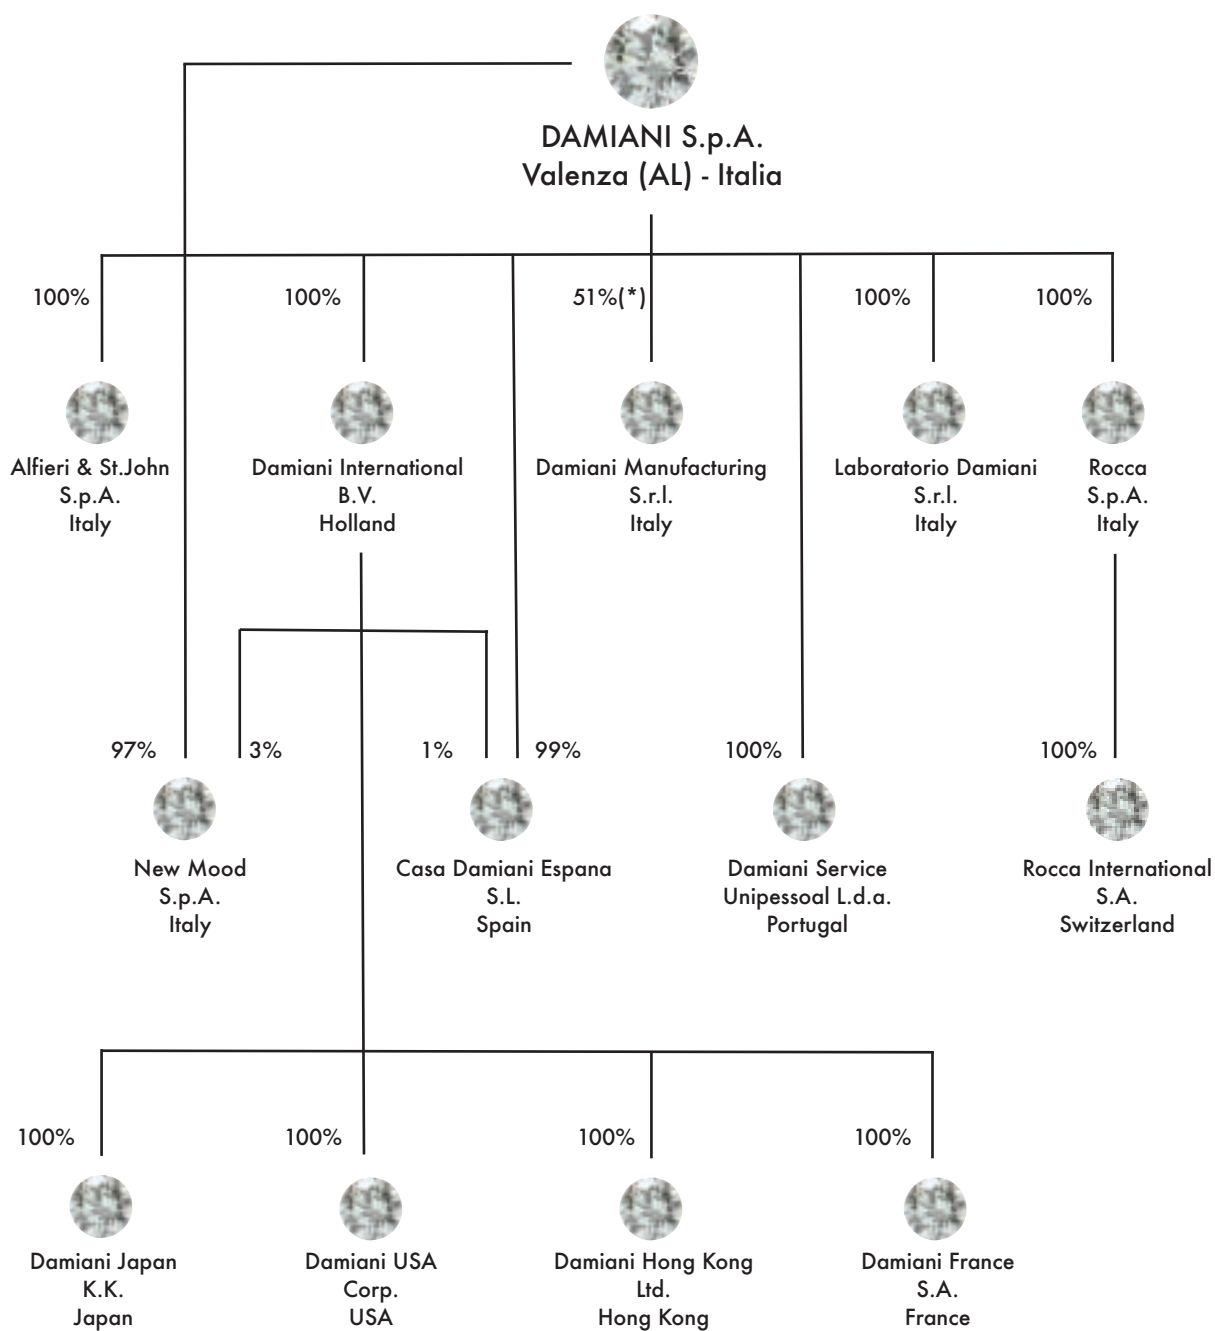 DAMIANI S.p.A.
Valenza (AL) - Italia
100%
100%
51%(*)
100%
100%
Alfieri & St.John
S.p.A.
Italy
Damiani International
B.V.
Holland
Damiani Manufacturing
S.r.l.
Italy
Laboratorio Damiani
S.r.l.
Italy
Rocca
S.p.A.
Italy
97%
3%
1%
99%
100%
100%
New Mood
S.p.A.
Italy
Casa Damiani Espana
S.L.
Spain
Damiani Service
Unipessoal L.d.a.
Portugal
Rocca International
S.A.
Switzerland
100%
100%
100%
100%
Damiani Japan
K.K.
Japan
Damiani USA
Corp.
USA
Damiani Hong Kong
Ltd.
Hong Kong
Damiani France
S.A.
France